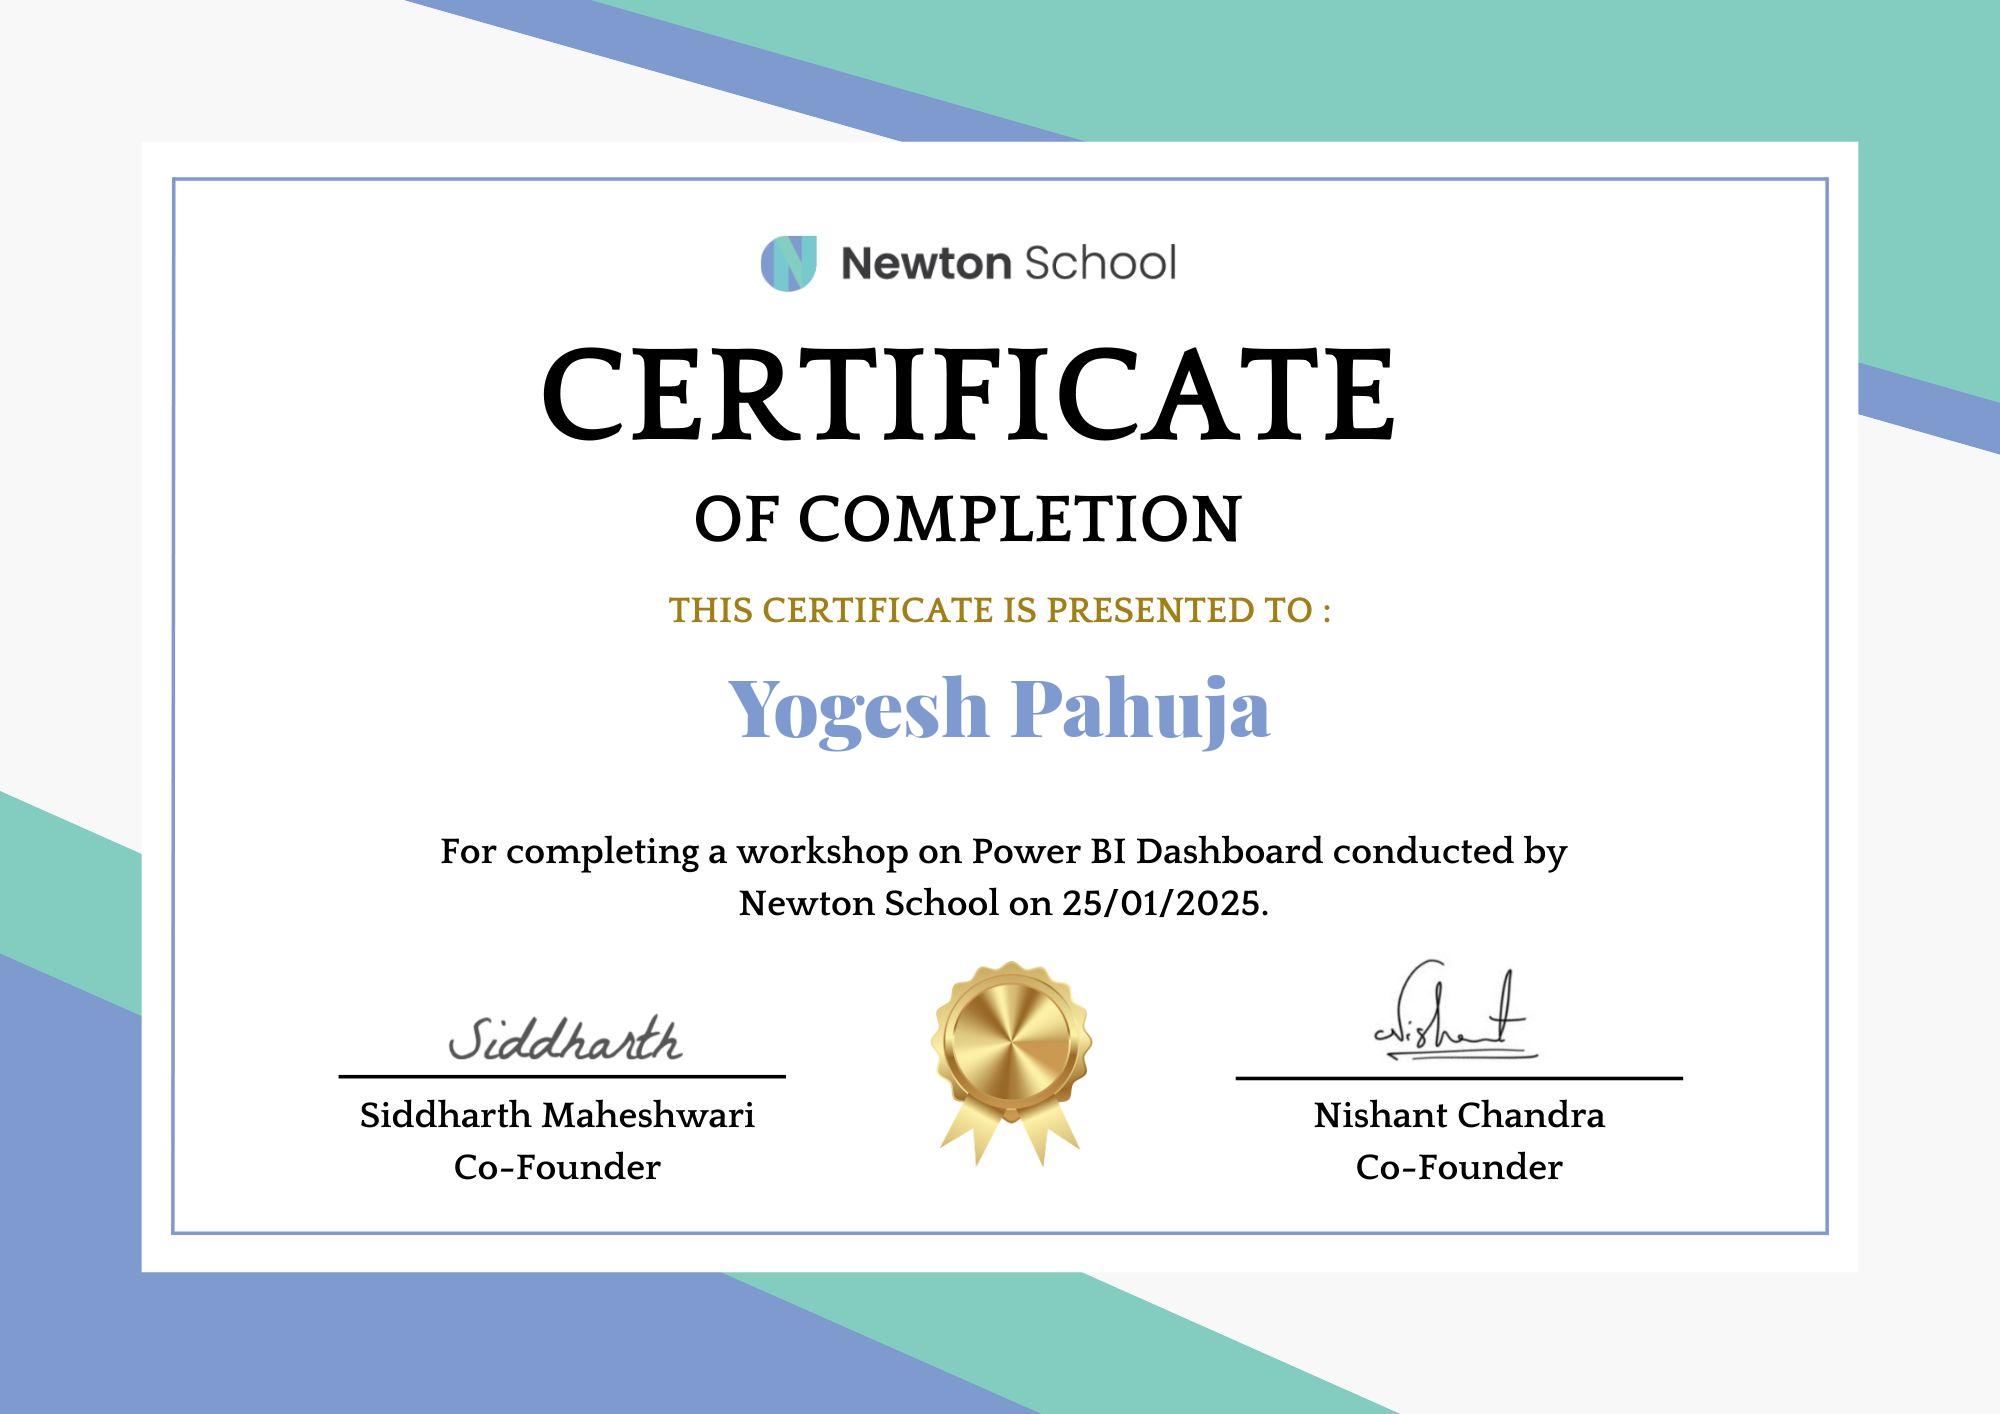 Newton School
CERTIFICATE
OF COMPLETION
THIS CERTIFICATE IS PRESENTED TO :
Yogesh Pahuja
For completing a workshop on Power BI Dashboard conducted by
Newton School on 25/01/2025.
Siddharth
Nishant
Siddharth Maheshwari
Co-Founder
Nishant Chandra
Co-Founder